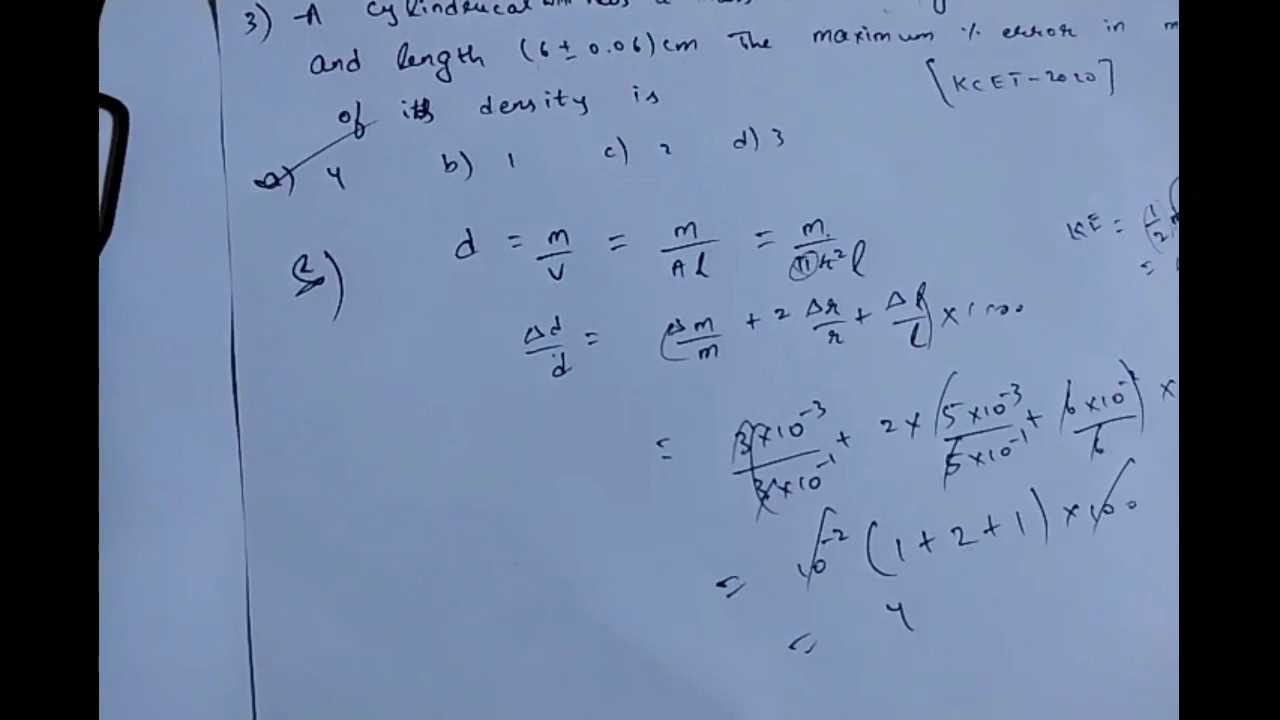 3) A cylindrical a
and length (6 ± 0.06) cm The maximum % error in m
of its density is [KCET-2020]
a) 4 b) 1 c) 2 d) 3
S) d = m/V = m/Al = m/πr²l
KE = (1/2
=
Δd/d = (Δm/m + 2 Δr/r + Δl/l) × 100
= 3×10⁻³/3×10⁻¹ + 2 × (5×10⁻³/5×10⁻¹ + 6×10⁻/6) ×
= 10⁻² (1 + 2 + 1) × 100
= 4